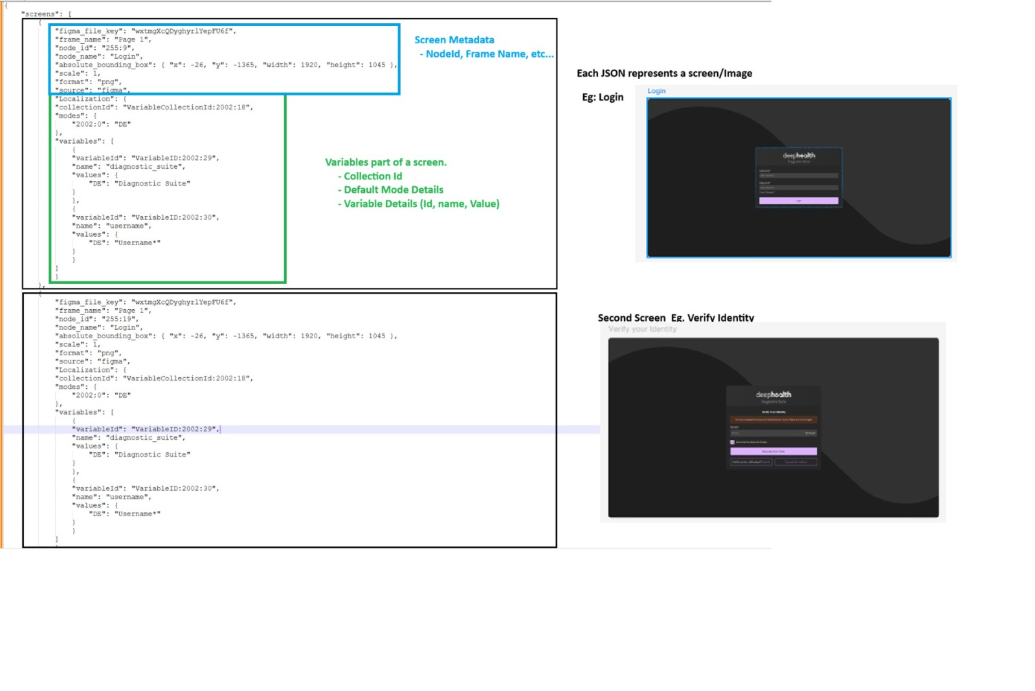 {
"screens": [
{
"figma_file_key": "wxtmgXcQDyghyrlYepFU6f",
"frame_name": "Page 1",
"node_id": "255:9",
"node_name": "Login",
"absolute_bounding_box": { "x": -26, "y": -1365, "width": 1920, "height": 1045 },
"scale": 1,
"format": "png",
"source": "figma",
"Localization": {
"collectionId": "VariableCollectionId:2002:18",
"modes": {
"2002:0": "DE"
},
"variables": [
{
"variableId": "VariableID:2002:29",
"name": "diagnostic_suite",
"values": {
"DE": "Diagnostic Suite"
}
},
{
"variableId": "VariableID:2002:30",
"name": "username",
"values": {
"DE": "Username*"
}
}
]
}
},
{
"figma_file_key": "wxtmgXcQDyghyrlYepFU6f",
"frame_name": "Page 1",
"node_id": "255:19",
"node_name": "Login",
"absolute_bounding_box": { "x": -26, "y": -1365, "width": 1920, "height": 1045 },
"scale": 1,
"format": "png",
"source": "figma",
"Localization": {
"collectionId": "VariableCollectionId:2002:18",
"modes": {
"2002:0": "DE"
},
"variables": [
{
"variableId": "VariableID:2002:29",
"name": "diagnostic_suite",
"values": {
"DE": "Diagnostic Suite"
}
},
{
"variableId": "VariableID:2002:30",
"name": "username",
"values": {
"DE": "Username*"
}
}
]
Screen Metadata
- NodeId, Frame Name, etc...
Variables part of a screen.
- Collection Id
- Default Mode Details
- Variable Details (Id, name, Value)
Each JSON represents a screen/Image
Eg: Login
Login
deephealth
Second Screen Eg. Verify Identity
Verify your Identity
deephealth